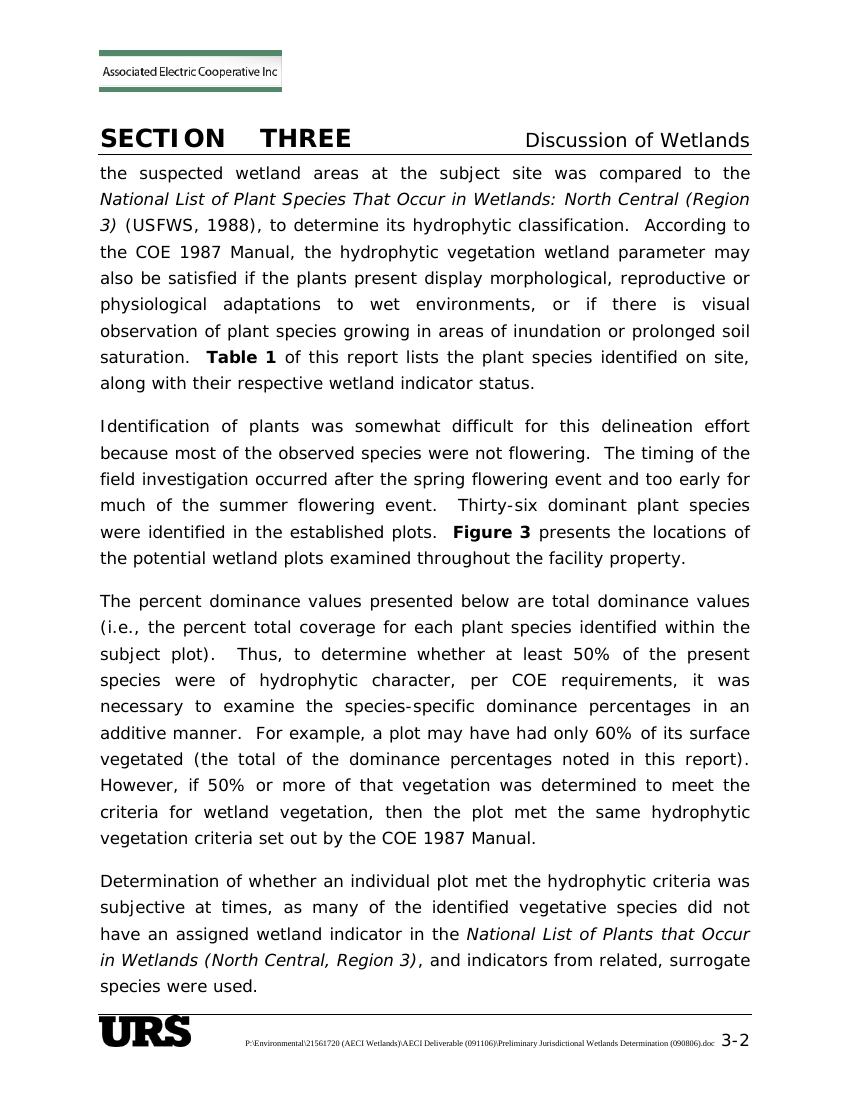 Associated Electric Cooperative Inc
SECTION THREE Discussion of Wetlands
the suspected wetland areas at the subject site was compared to the
National List of Plant Species That Occur in Wetlands: North Central (Region
3) (USFWS, 1988), to determine its hydrophytic classification. According to
the COE 1987 Manual, the hydrophytic vegetation wetland parameter may
also be satisfied if the plants present display morphological, reproductive or
physiological adaptations to wet environments, or if there is visual
observation of plant species growing in areas of inundation or prolonged soil
saturation. Table 1 of this report lists the plant species identified on site,
along with their respective wetland indicator status.
Identification of plants was somewhat difficult for this delineation effort
because most of the observed species were not flowering. The timing of the
field investigation occurred after the spring flowering event and too early for
much of the summer flowering event. Thirty-six dominant plant species
were identified in the established plots. Figure 3 presents the locations of
the potential wetland plots examined throughout the facility property.
The percent dominance values presented below are total dominance values
(i.e., the percent total coverage for each plant species identified within the
subject plot). Thus, to determine whether at least 50% of the present
species were of hydrophytic character, per COE requirements, it was
necessary to examine the species-specific dominance percentages in an
additive manner. For example, a plot may have had only 60% of its surface
vegetated (the total of the dominance percentages noted in this report).
However, if 50% or more of that vegetation was determined to meet the
criteria for wetland vegetation, then the plot met the same hydrophytic
vegetation criteria set out by the COE 1987 Manual.
Determination of whether an individual plot met the hydrophytic criteria was
subjective at times, as many of the identified vegetative species did not
have an assigned wetland indicator in the National List of Plants that Occur
in Wetlands (North Central, Region 3), and indicators from related, surrogate
species were used.
URS P:\Environmental\21561720 (AECI Wetlands)\AECI Deliverable (091106)\Preliminary Jurisdictional Wetlands Determination (090806).doc 3-2